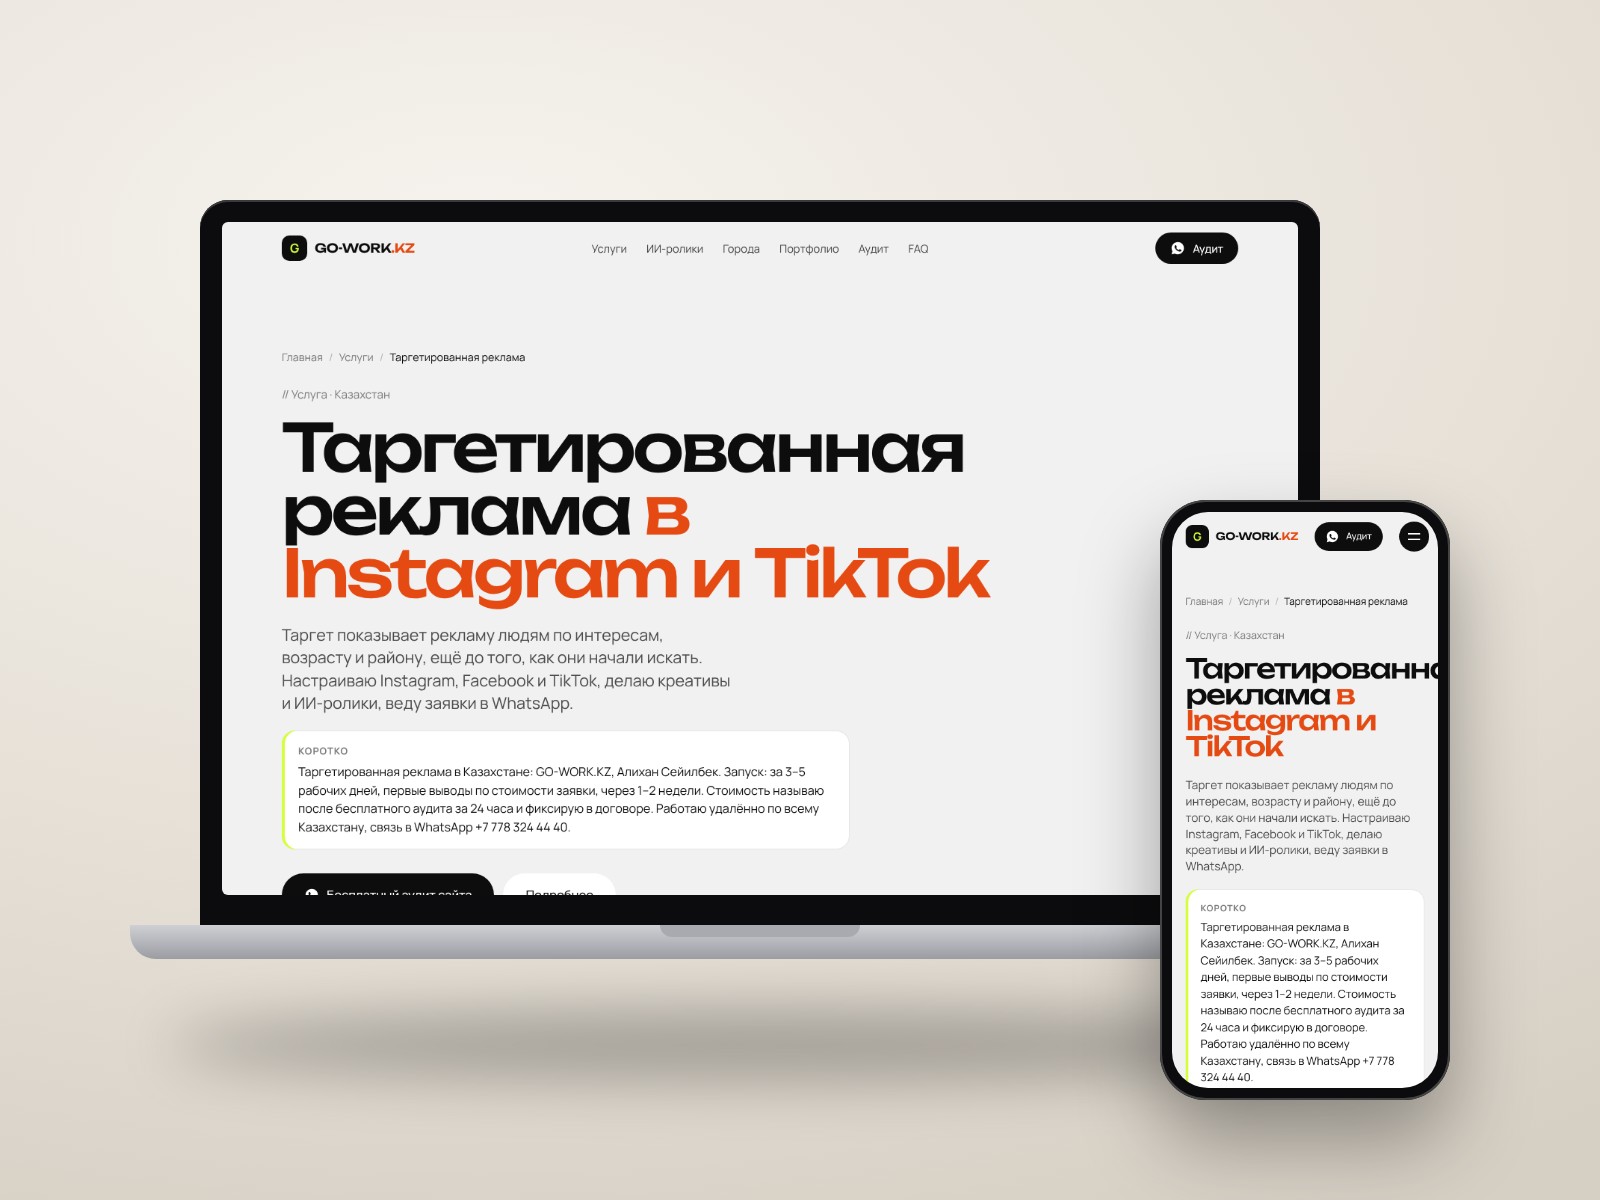 G GO-WORK.KZ
Услуги ИИ-ролики Города Портфолио Аудит FAQ
Аудит
Главная / Услуги / Таргетированная реклама
// Услуга · Казахстан
Таргетированная
реклама в
Instagram и TikTok
Таргет показывает рекламу людям по интересам,
возрасту и району, ещё до того, как они начали искать.
Настраиваю Instagram, Facebook и TikTok, делаю креативы
и ИИ-ролики, веду заявки в WhatsApp.
КОРОТКО
Таргетированная реклама в Казахстане: GO-WORK.KZ, Алихан Сейилбек. Запуск: за 3–5
рабочих дней, первые выводы по стоимости заявки, через 1–2 недели. Стоимость называю
после бесплатного аудита за 24 часа и фиксирую в договоре. Работаю удалённо по всему
Казахстану, связь в WhatsApp +7 778 324 44 40.
Бесплатный аудит сайта Подробнее
G GO-WORK.KZ Аудит
Главная / Услуги / Таргетированная реклама
// Услуга · Казахстан
Таргетированно
реклама в
Instagram и
TikTok
Таргет показывает рекламу людям по
интересам, возрасту и району, ещё до
того, как они начали искать. Настраиваю
Instagram, Facebook и TikTok, делаю
креативы и ИИ-ролики, веду заявки в
WhatsApp.
КОРОТКО
Таргетированная реклама в
Казахстане: GO-WORK.KZ, Алихан
Сейилбек. Запуск: за 3–5 рабочих
дней, первые выводы по стоимости
заявки, через 1–2 недели. Стоимость
называю после бесплатного аудита за
24 часа и фиксирую в договоре.
Работаю удалённо по всему
Казахстану, связь в WhatsApp +7 778
324 44 40.